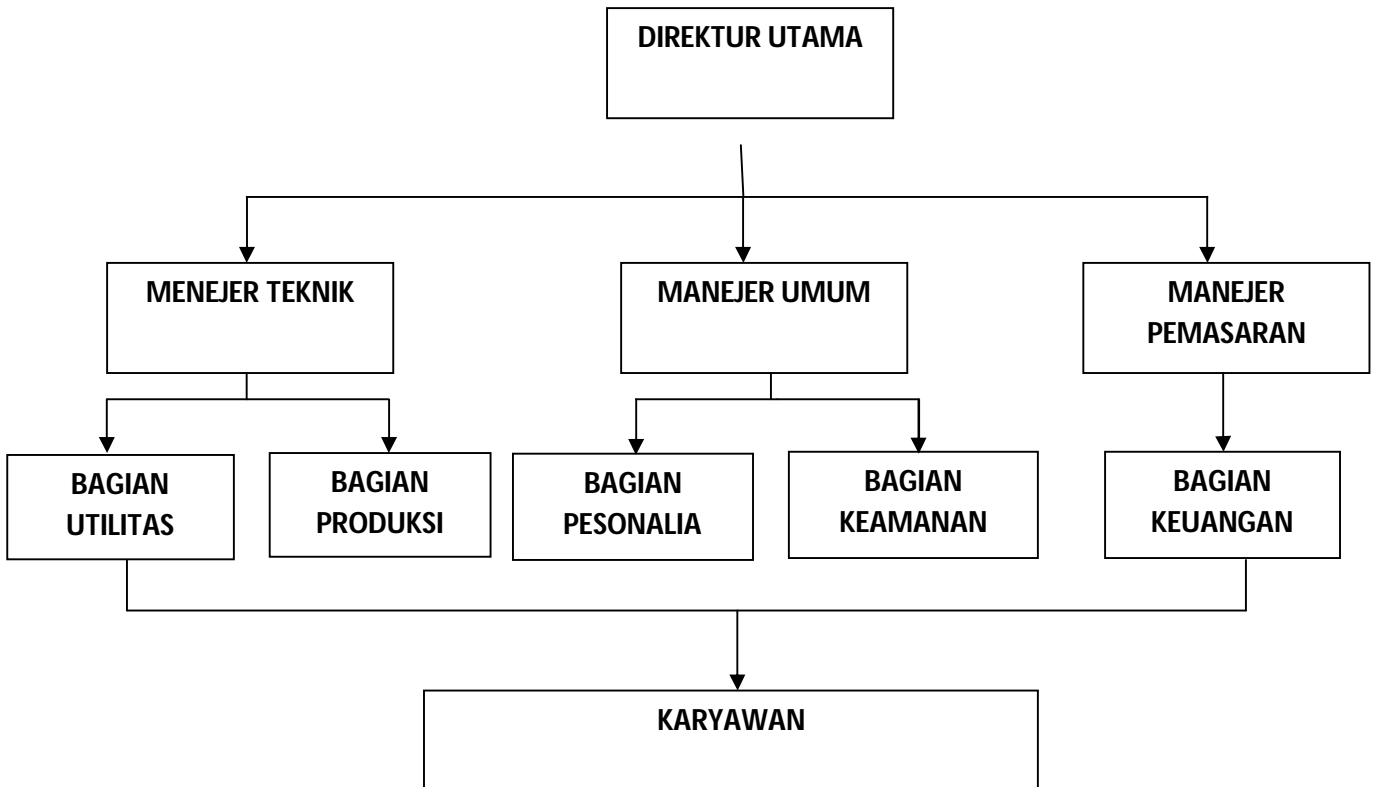 DIREKTUR UTAMA
MENEJER TEKNIK
MANEJER UMUM
MANEJER
PEMASARAN
BAGIAN
UTILITAS
BAGIAN
PRODUKSI
BAGIAN
PESONALIA
BAGIAN
KEAMANAN
BAGIAN
KEUANGAN
KARYAWAN